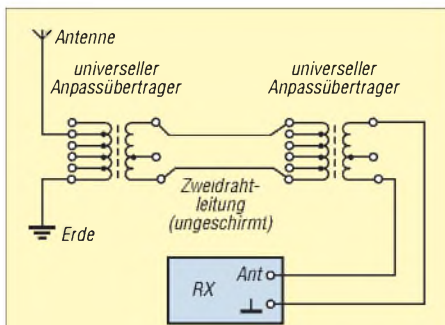 Antenne
universeller
Anpassübertrager
universeller
Anpassübertrager
Zweidraht-
leitung
(ungeschirmt)
Erde
Ant
RX